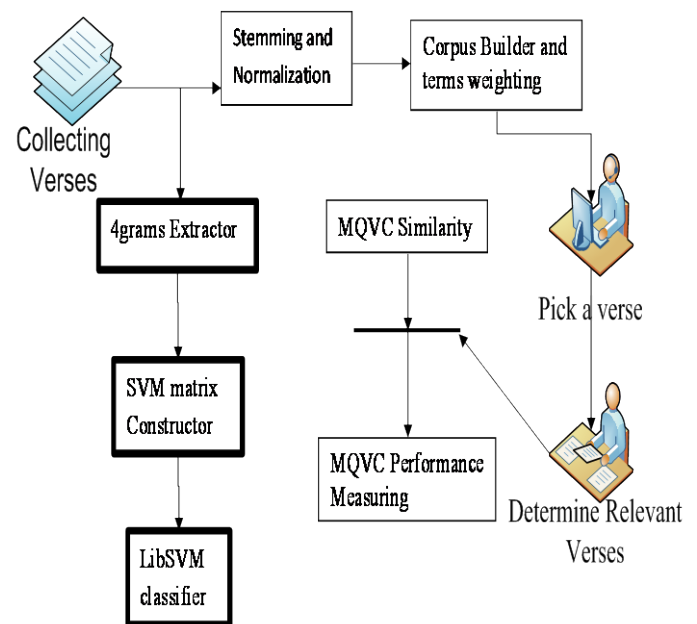 Stemming and
Normalization
Corpus Builder and
terms weighting
Collecting
Verses
4grams Extractor
MQVC Similarity
Pick a verse
SVM matrix
Constructor
MQVC Performance
Measuring
Determine Relevant
Verses
LibSVM
classifier